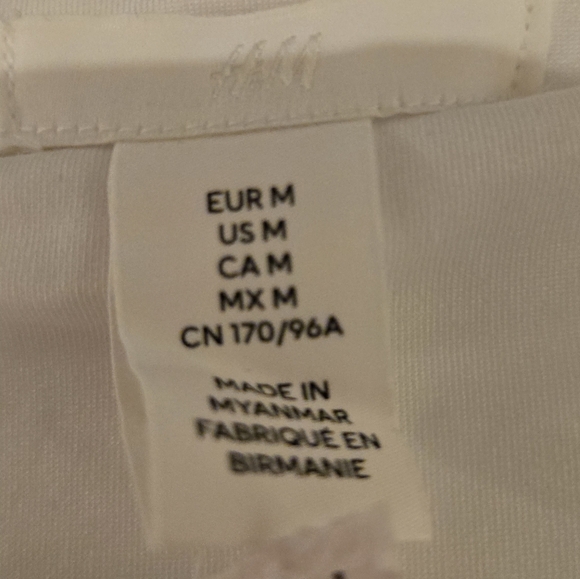 H&M
EUR M
US M
CA M
MX M
CN 170/96A
MADE IN
MYANMAR
FABRIQUÉ EN
BIRMANIE